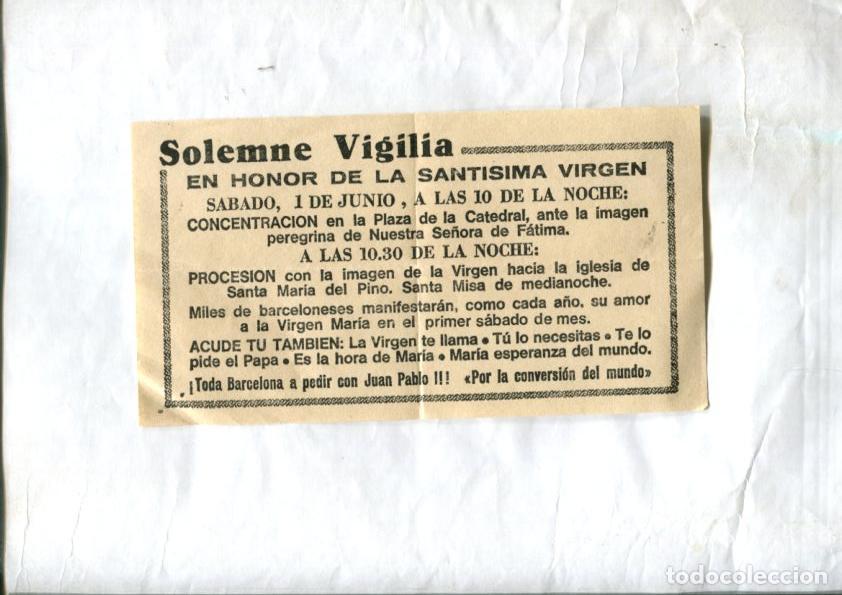 Solemne Vigilia
EN HONOR DE LA SANTISIMA VIRGEN
SABADO, 1 DE JUNIO, A LAS 10 DE LA NOCHE:
CONCENTRACION en la Plaza de la Catedral, ante la imagen
peregrina de Nuestra Señora de Fátima.
A LAS 10.30 DE LA NOCHE:
PROCESION con la imagen de la Virgen hacia la iglesia de
Santa María del Pino. Santa Misa de medianoche.
Miles de barceloneses manifestarán, como cada año, su amor
a la Virgen María en el primer sábado de mes.
ACUDE TU TAMBIEN: La Virgen te llama • Tú lo necesitas • Te lo
pide el Papa • Es la hora de María • María esperanza del mundo.
¡Toda Barcelona a pedir con Juan Pablo II! «Por la conversión del mundo»
todocoleccion